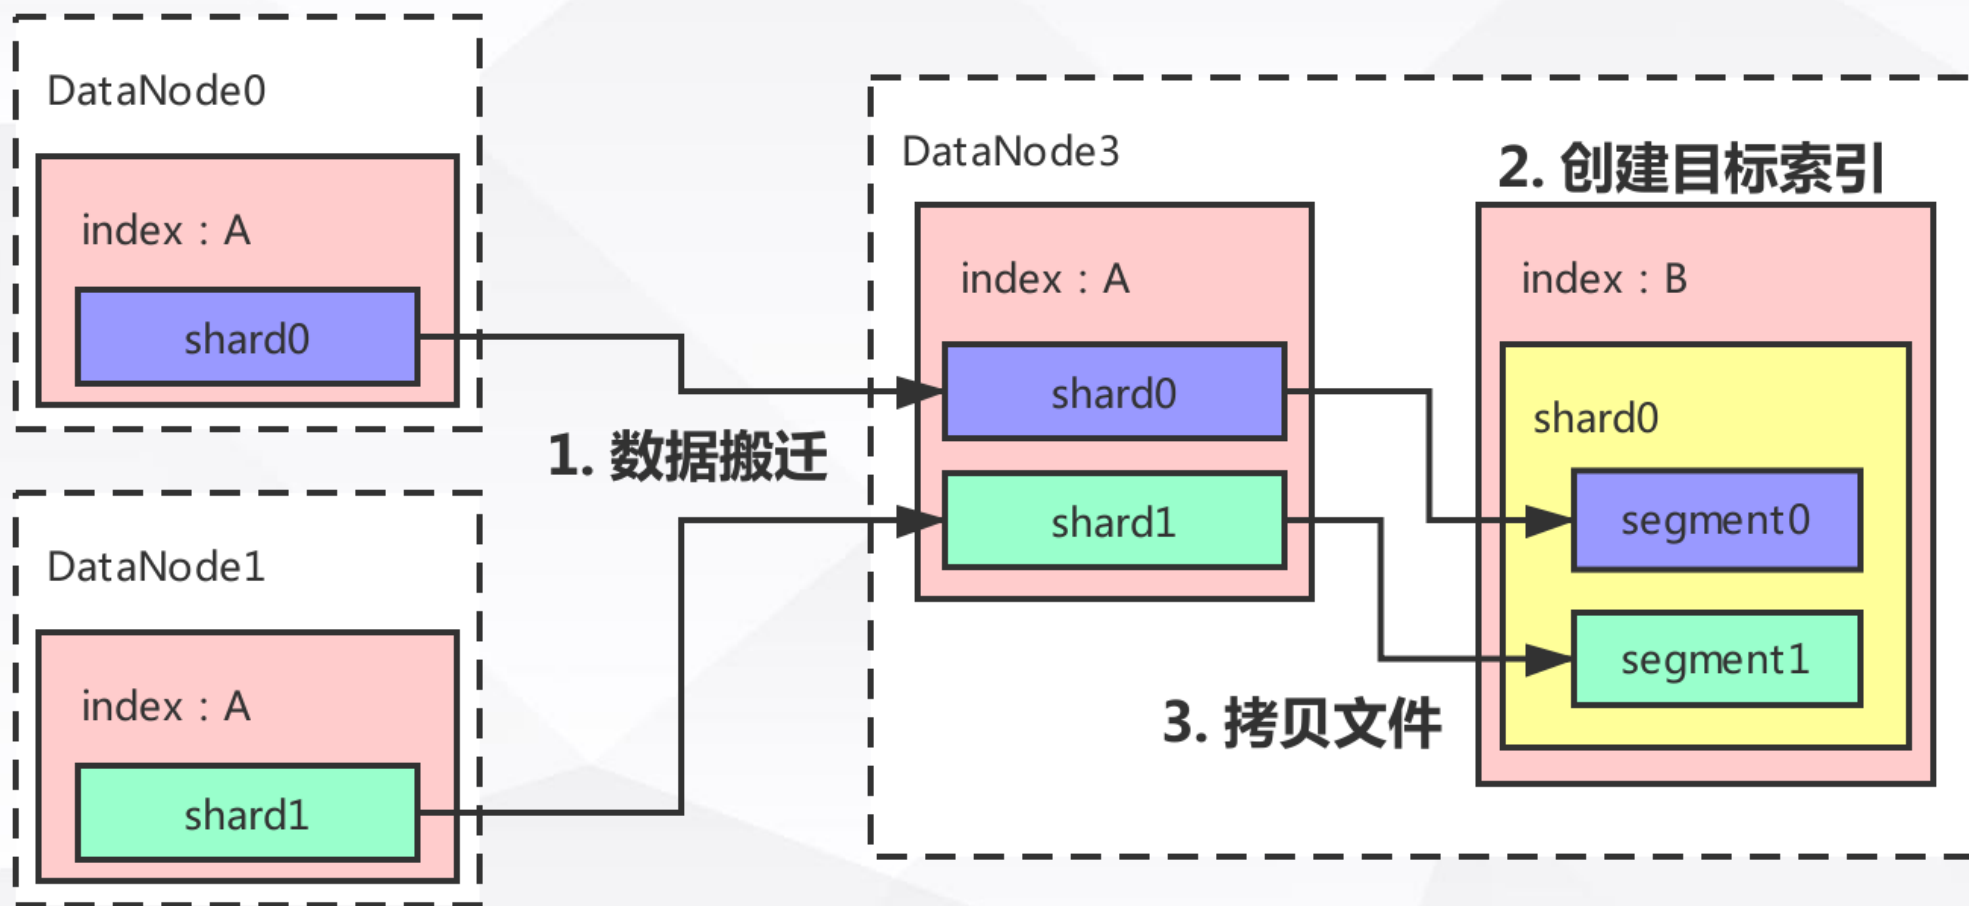 DataNode0
index：A
shard0
DataNode1
index：A
shard1
1. 数据搬迁
DataNode3
index：A
shard0
shard1
2. 创建目标索引
index：B
shard0
segment0
segment1
3. 拷贝文件